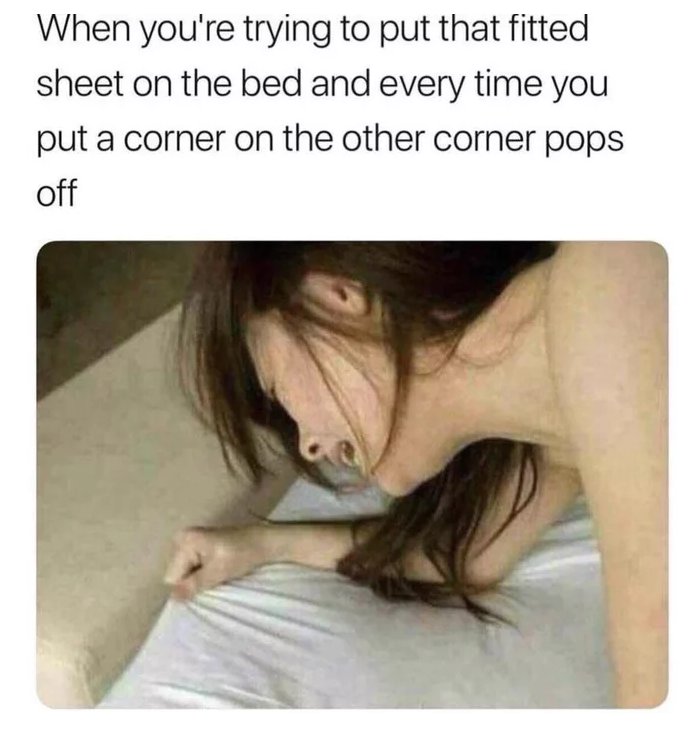 When you're trying to put that fitted
sheet on the bed and every time you
put a corner on the other corner pops
off